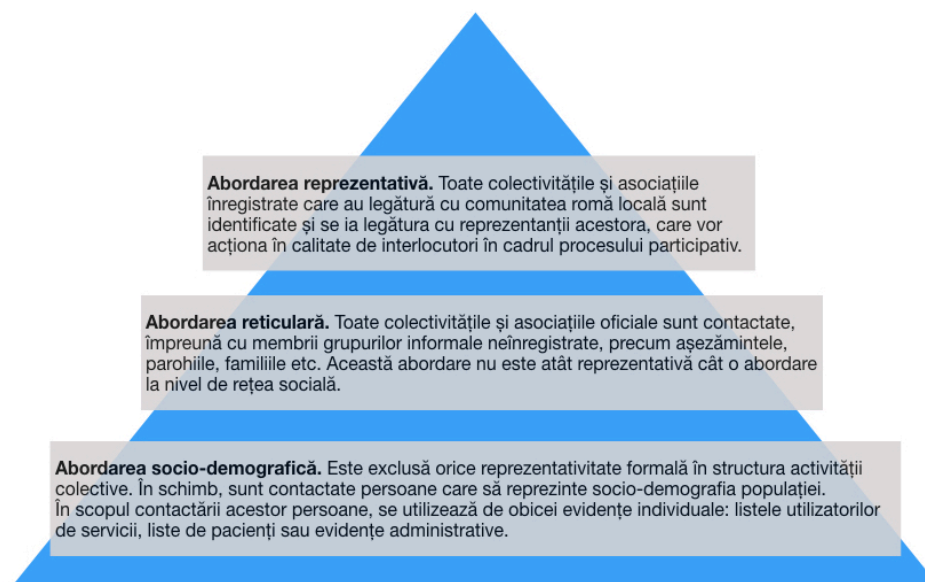 Abordarea reprezentativă. Toate colectivitățile și asociațiile
înregistrate care au legătură cu comunitatea romă locală sunt
identificate și se ia legătura cu reprezentanții acestora, care vor
acționa în calitate de interlocutori în cadrul procesului participativ.
Abordarea reticulară. Toate colectivitățile și asociațiile oficiale sunt contactate,
împreună cu membrii grupurilor informale neînregistrate, precum așezămintele,
parohiile, familiile etc. Această abordare nu este atât reprezentativă cât o abordare
la nivel de rețea socială.
Abordarea socio-demografică. Este exclusă orice reprezentativitate formală în structura activității
colective. În schimb, sunt contactate persoane care să reprezinte socio-demografia populației.
În scopul contactării acestor persoane, se utilizează de obicei evidențe individuale: listele utilizatorilor
de servicii, liste de pacienți sau evidențe administrative.